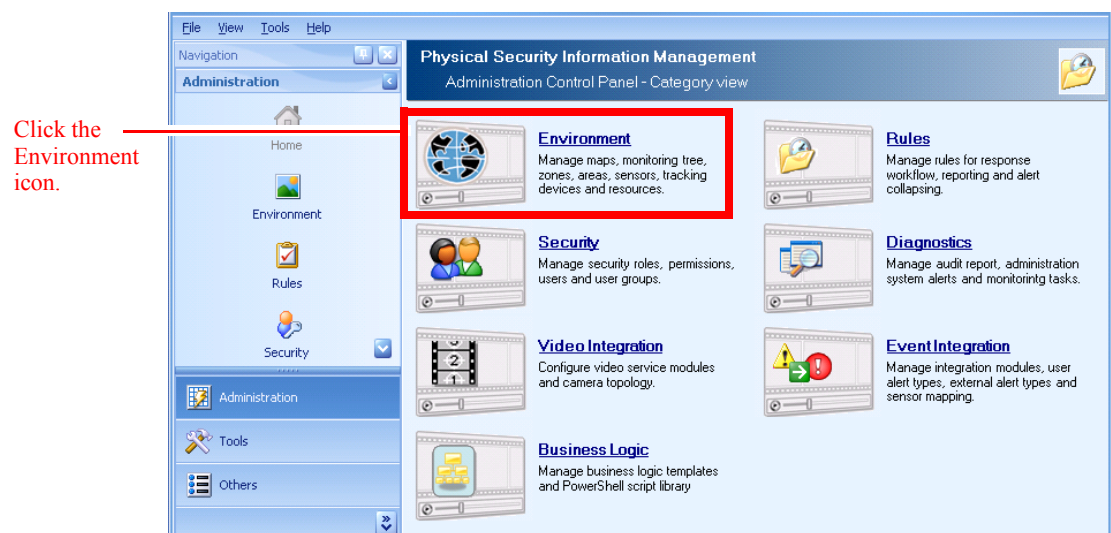 File View Tools Help
Navigation
Administration
Home
Environment
Rules
Security
Administration
Tools
Others
Click the
Environment
icon.
Physical Security Information Management
Administration Control Panel - Category view
Environment
Manage maps, monitoring tree,
zones, areas, sensors, tracking
devices and resources.
Rules
Manage rules for response
workflow, reporting and alert
collapsing.
Security
Manage security roles, permissions,
users and user groups.
Diagnostics
Manage audit report, administration
system alerts and monitorintg tasks.
Video Integration
Configure video service modules
and camera topology.
2
1
Event Integration
Manage integration modules, user
alert types, external alert types and
sensor mapping.
Business Logic
Manage business logic templates
and PowerShell script library